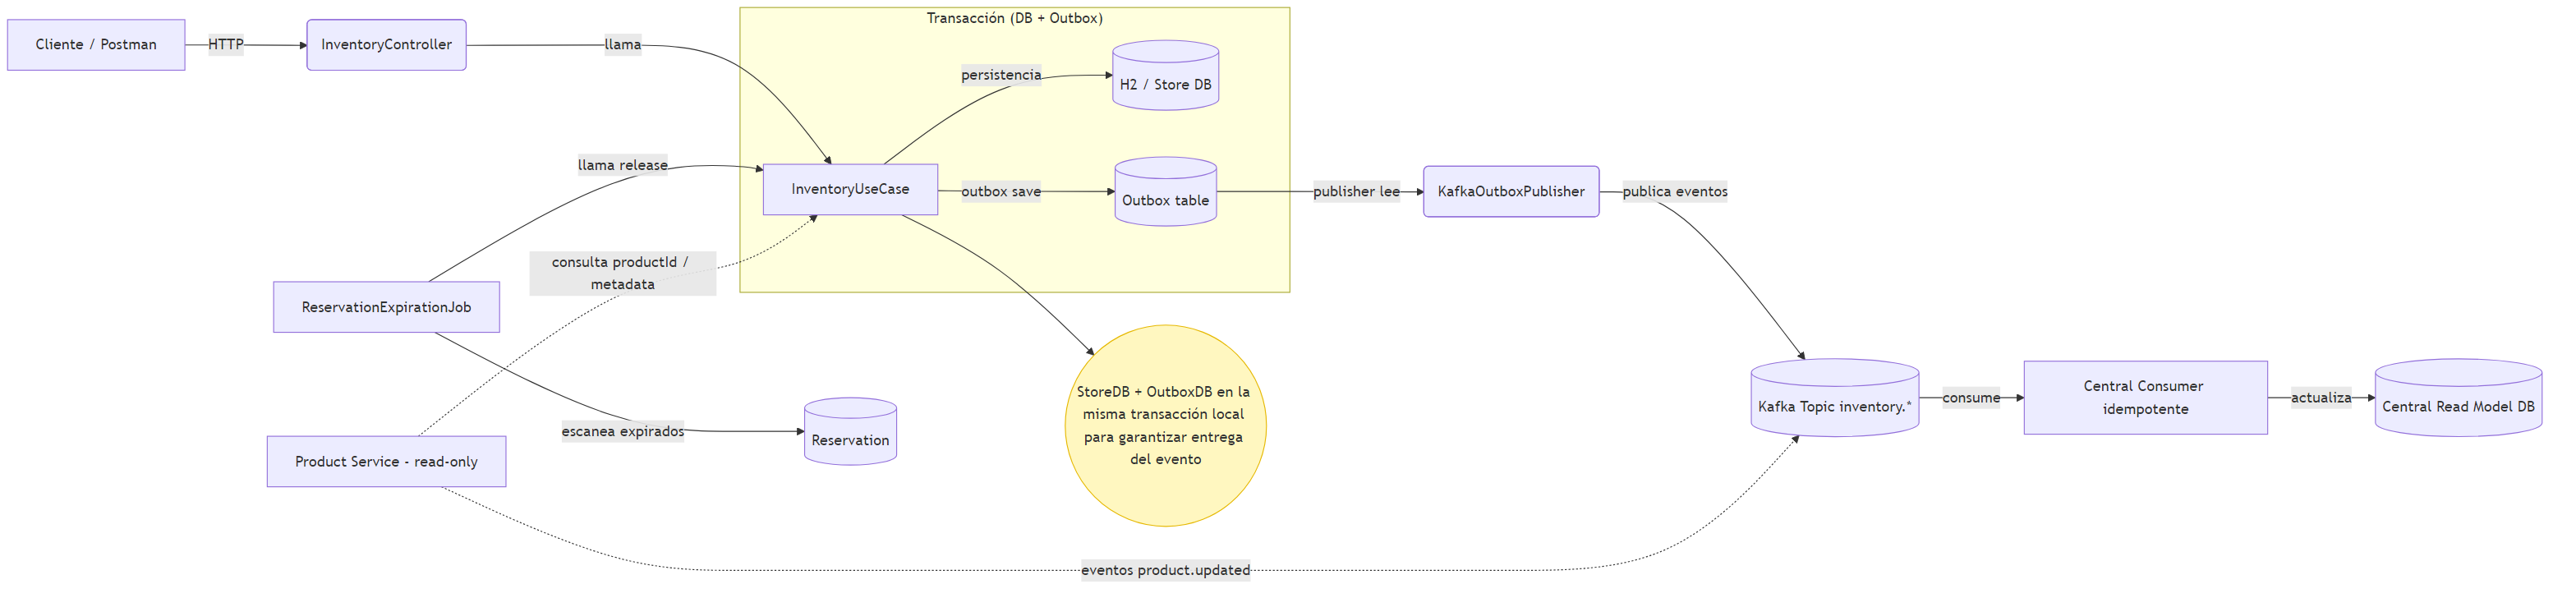 Transacción (DB + Outbox)
Cliente / Postman
HTTP
InventoryController
llama
persistencia
H2 / Store DB
llama release
InventoryUseCase
outbox save
Outbox table
publisher lee
KafkaOutboxPublisher
publica eventos
consulta productId /
metadata
ReservationExpirationJob
escanea expirados
Reservation
Product Service - read-only
StoreDB + OutboxDB en la
misma transacción local
para garantizar entrega
del evento
Kafka Topic inventory.*
consume
Central Consumer
idempotente
actualiza
Central Read Model DB
eventos product.updated